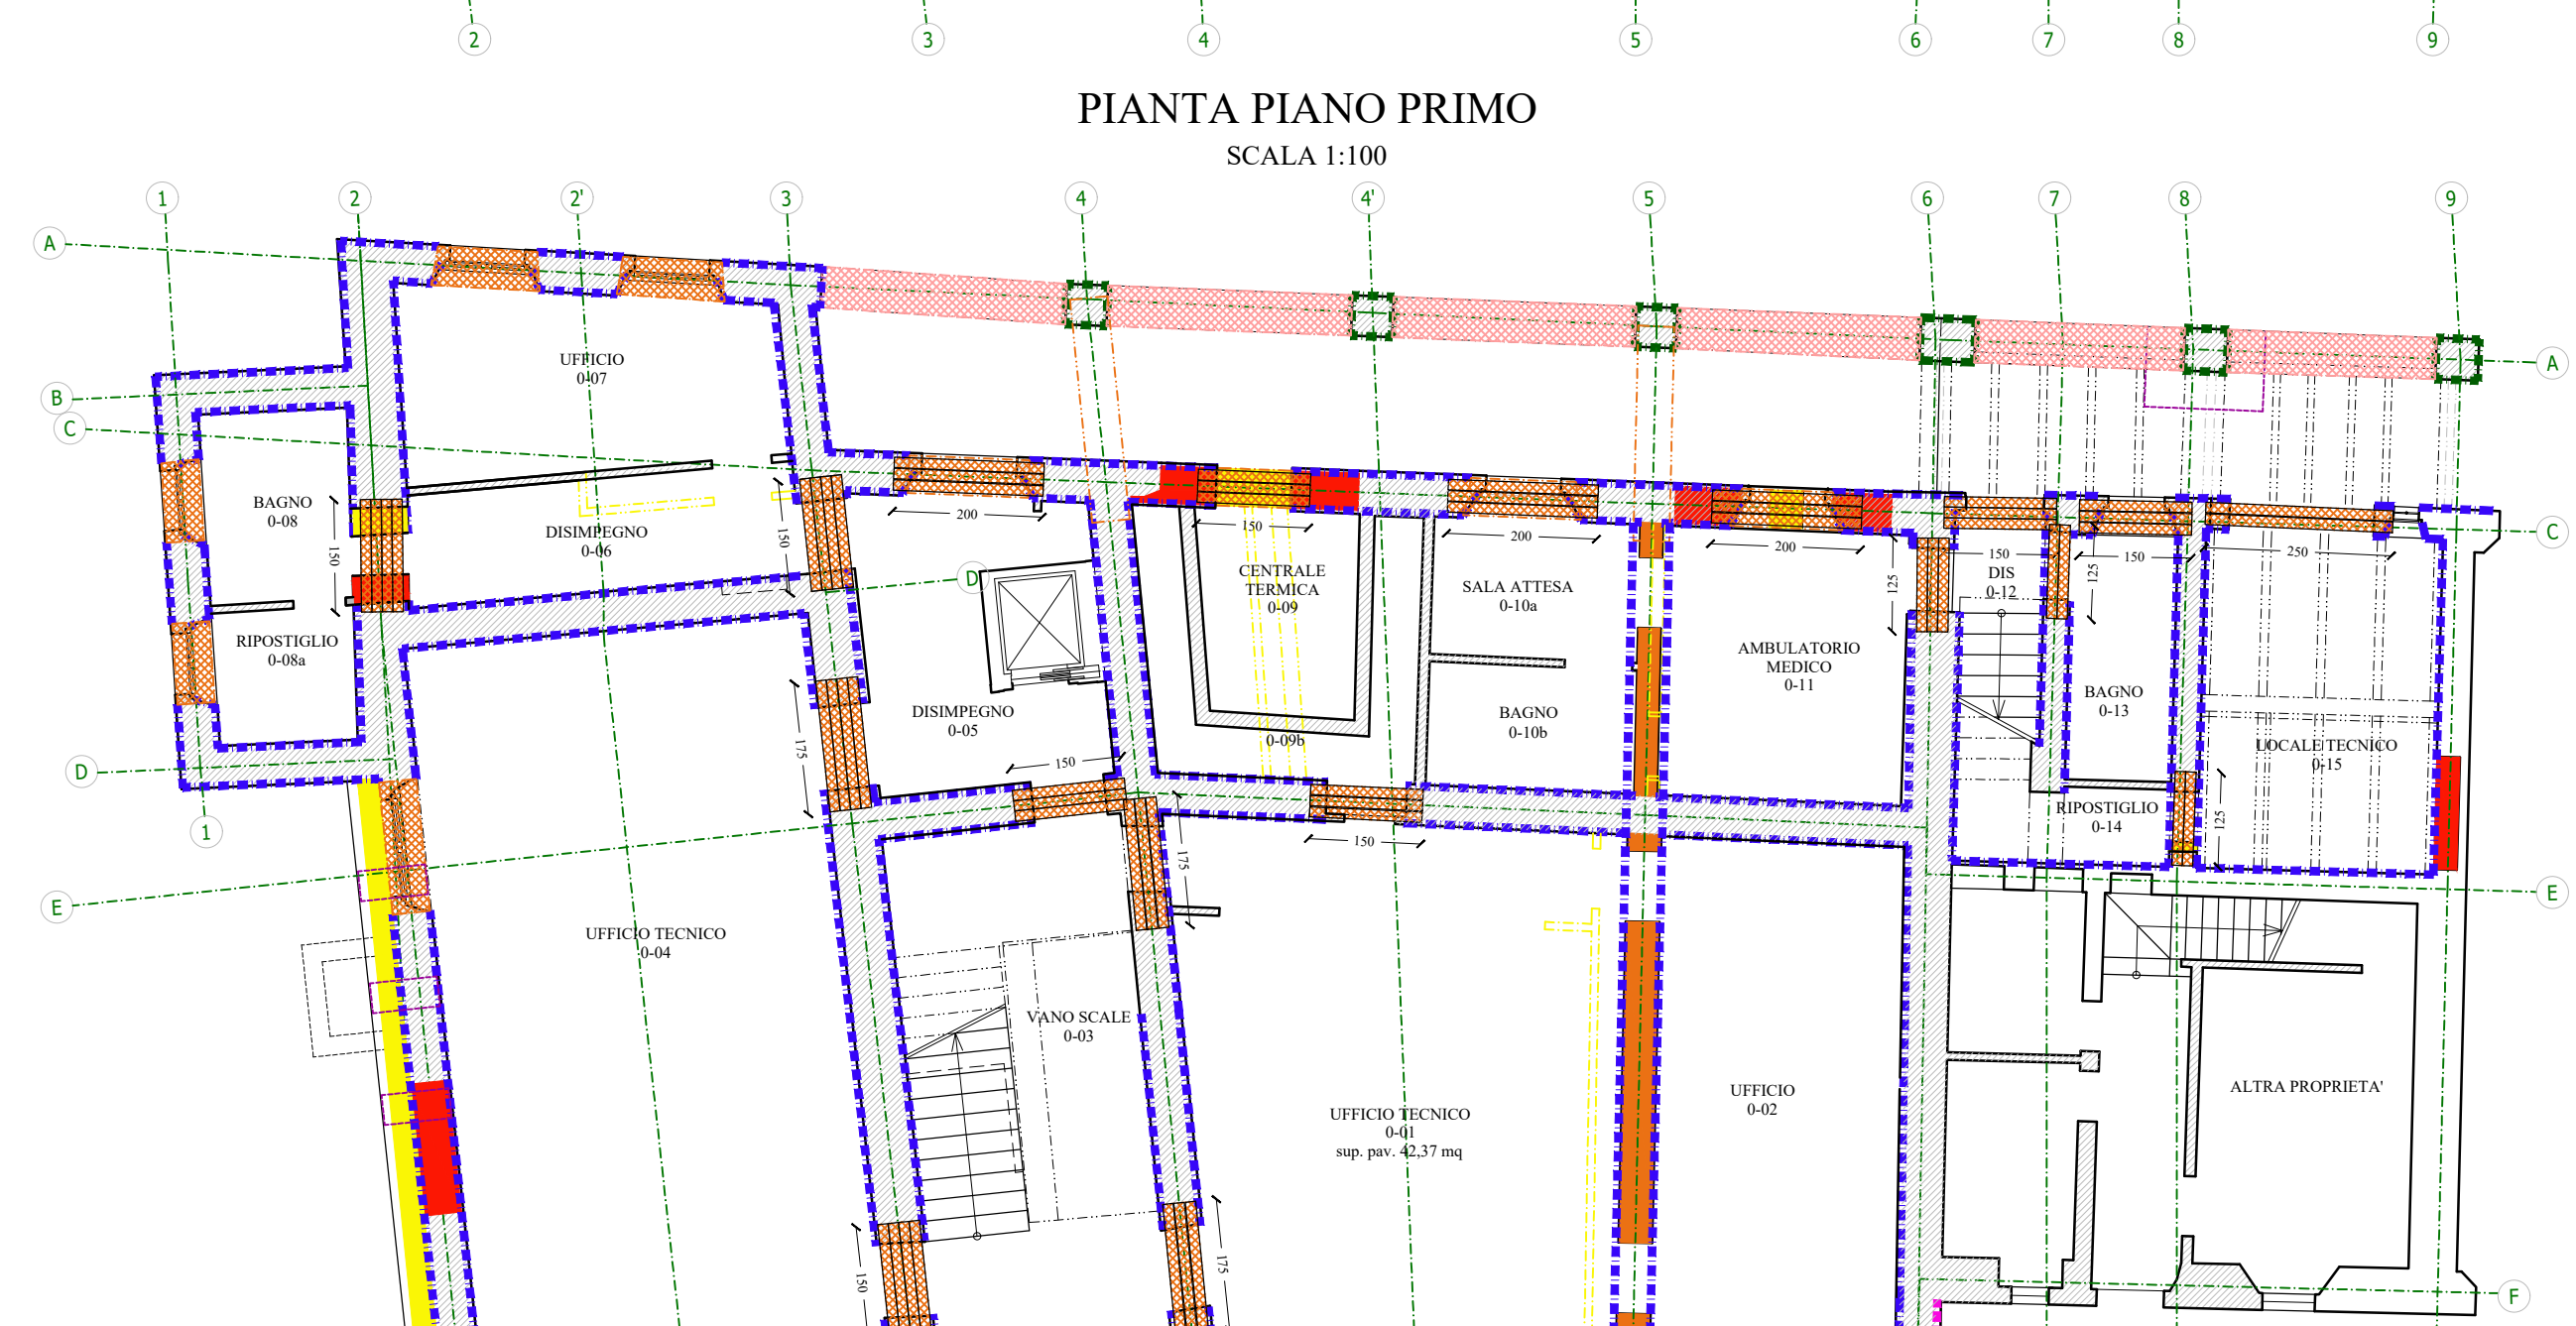 2 3 4 5 6 7 8 9
PIANTA PIANO PRIMO
SCALA 1:100
1 2 2' 3 4 4' 5 6 7 8 9
A
A
UFFICIO
0-07
B
C
BAGNO
0-08
150
DISIMPEGNO
0-06
150
200
150
200
200
150
150
250
C
125
125
D
CENTRALE
TERMICA
0-09
SALA ATTESA
0-10a
DIS
0-12
RIPOSTIGLIO
0-08a
AMBULATORIO
MEDICO
0-11
175
DISIMPEGNO
0-05
BAGNO
0-10b
BAGNO
0-13
0-09b
LOCALE TECNICO
0-15
D
150
1
RIPOSTIGLIO
0-14
125
150
175
E
E
UFFICIO TECNICO
0-04
VANO SCALE
0-03
UFFICIO TECNICO
0-01
sup. pav. 42,37 mq
UFFICIO
0-02
ALTRA PROPRIETA'
150
175
F